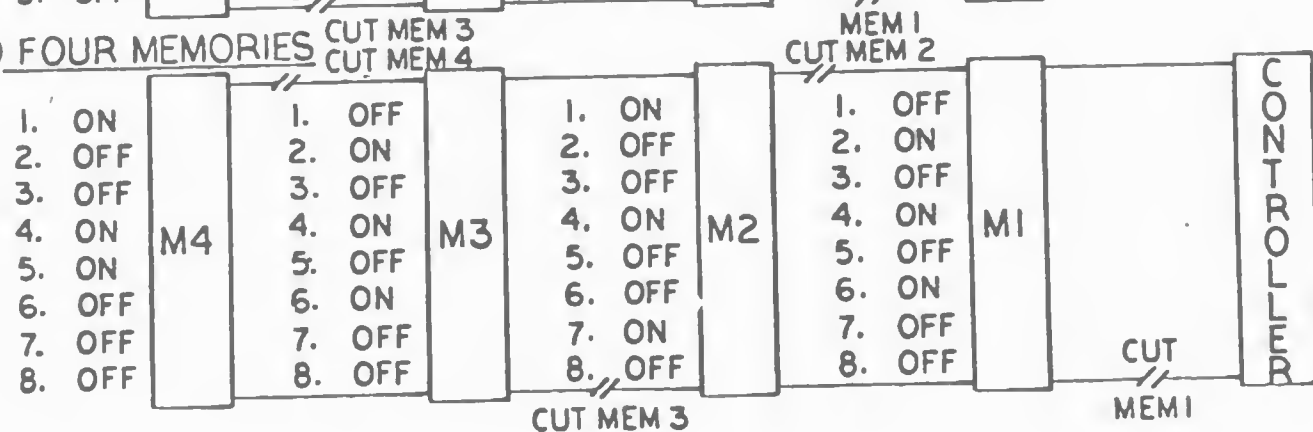 CUT MEM 3
MEM 1
) FOUR MEMORIES CUT MEM 4
CUT MEM 2
1. ON
2. OFF
3. OFF
4. ON
5. ON
6. OFF
7. OFF
8. OFF
M4
1. OFF
2. ON
3. OFF
4. ON
5. OFF
6. ON
7. OFF
8. OFF
M3
1. ON
2. OFF
3. OFF
4. ON
5. OFF
6. OFF
7. ON
8. OFF
M2
1. OFF
2. ON
3. OFF
4. ON
5. OFF
6. ON
7. OFF
8. OFF
M1
CONTROLLER
CUT MEM 3
CUT
MEM 1